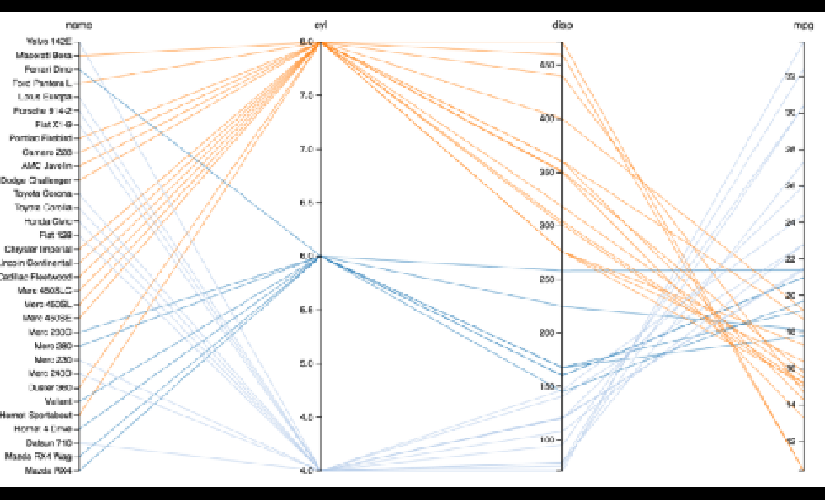 name cyl disp mpg
Volvo 142E
Maserati Bora
Ferrari Dino
Ford Pantera L
Lotus Europa
Porsche 914-2
Fiat X1-9
Pontiac Firebird
Camaro Z28
AMC Javelin
Dodge Challenger
Toyota Corona
Toyota Corolla
Honda Civic
Fiat 128
Chrysler Imperial
Lincoln Continental
Cadillac Fleetwood
Merc 450SLC
Merc 450SL
Merc 450SE
Merc 280C
Merc 280
Merc 230
Merc 240D
Duster 360
Valiant
Hornet Sportabout
Hornet 4 Drive
Datsun 710
Mazda RX4 Wag
Mazda RX4
8.0
7.5
7.0
6.5
6.0
5.5
5.0
4.0
450
400
350
300
250
200
150
100
32
30
28
26
24
22
20
18
16
14
12